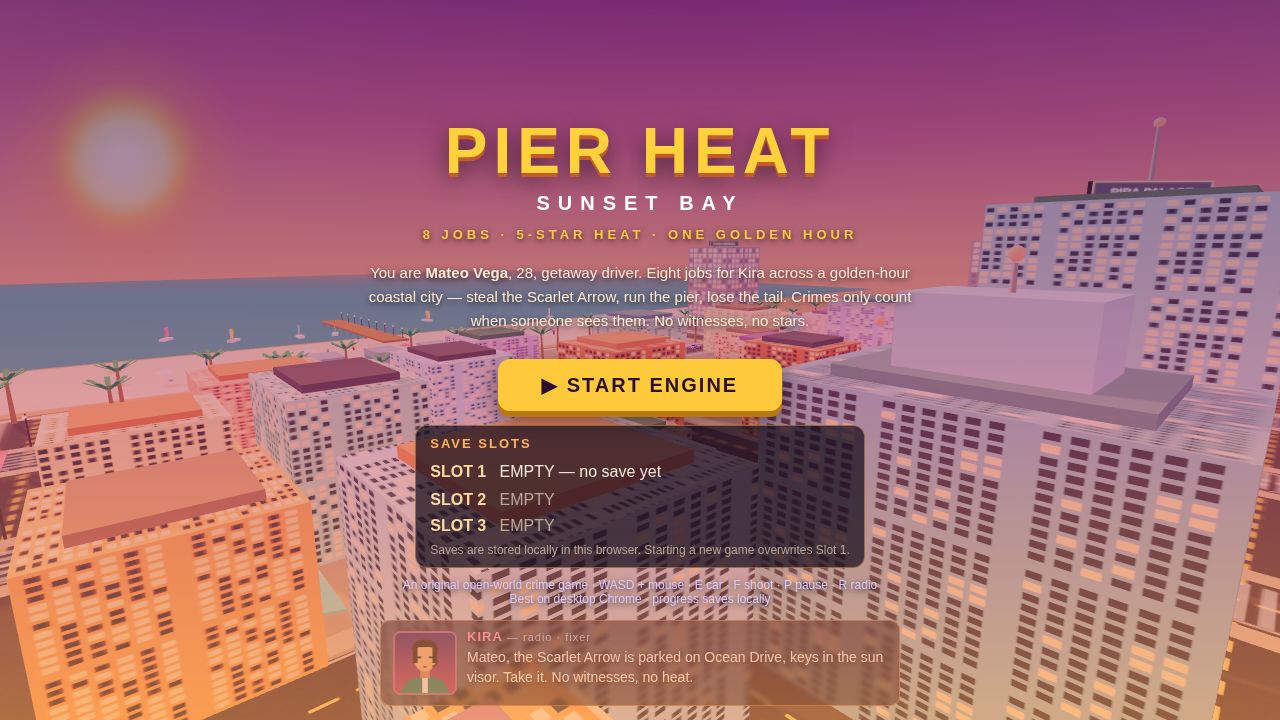 PIER HEAT
SUNSET BAY
8 JOBS · 5-STAR HEAT · ONE GOLDEN HOUR
You are Mateo Vega, 28, getaway driver. Eight jobs for Kira across a golden-hour
coastal city — steal the Scarlet Arrow, run the pier, lose the tail. Crimes only count
when someone sees them. No witnesses, no stars.
▶ START ENGINE
SAVE SLOTS
SLOT 1 EMPTY — no save yet
SLOT 2 EMPTY
SLOT 3 EMPTY
Saves are stored locally in this browser. Starting a new game overwrites Slot 1.
An original open-world crime game · WASD + mouse · E car · F shoot · P pause · R radio
Best on desktop Chrome · progress saves locally
KIRA — radio · fixer
Mateo, the Scarlet Arrow is parked on Ocean Drive, keys in the sun
visor. Take it. No witnesses, no heat.